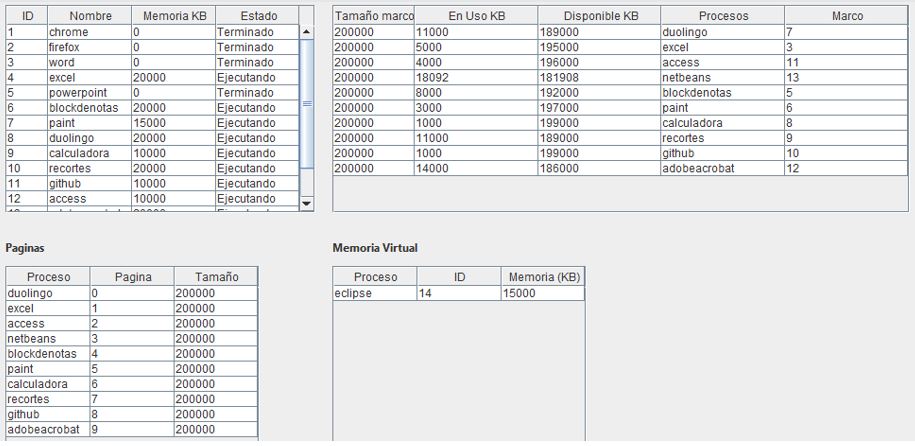 ID Nombre Memoria KB Estado
1 chrome 0 Terminado
2 firefox 0 Terminado
3 word 0 Terminado
4 excel 20000 Ejecutando
5 powerpoint 0 Terminado
6 blockdenotas 20000 Ejecutando
7 paint 15000 Ejecutando
8 duolingo 20000 Ejecutando
9 calculadora 10000 Ejecutando
10 recortes 20000 Ejecutando
11 github 10000 Ejecutando
12 access 10000 Ejecutando
Tamaño marco En Uso KB Disponible KB Procesos Marco
200000 11000 189000 duolingo 7
200000 5000 195000 excel 3
200000 4000 196000 access 11
200000 18092 181908 netbeans 13
200000 8000 192000 blockdenotas 5
200000 3000 197000 paint 6
200000 1000 199000 calculadora 8
200000 11000 189000 recortes 9
200000 1000 199000 github 10
200000 14000 186000 adobeacrobat 12
Paginas
Proceso Pagina Tamaño
duolingo 0 200000
excel 1 200000
access 2 200000
netbeans 3 200000
blockdenotas 4 200000
paint 5 200000
calculadora 6 200000
recortes 7 200000
github 8 200000
adobeacrobat 9 200000
Memoria Virtual
Proceso ID Memoria (KB)
eclipse 14 15000